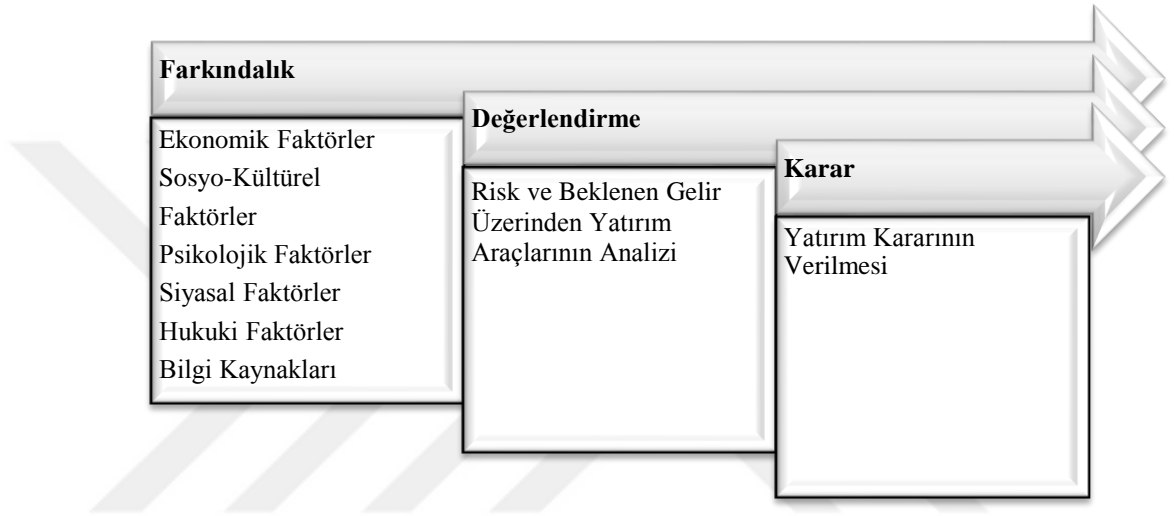 Farkındalık
Ekonomik Faktörler
Sosyo-Kültürel
Faktörler
Psikolojik Faktörler
Siyasal Faktörler
Hukuki Faktörler
Bilgi Kaynakları
Değerlendirme
Risk ve Beklenen Gelir
Üzerinden Yatırım
Araçlarının Analizi
Karar
Yatırım Kararının
Verilmesi